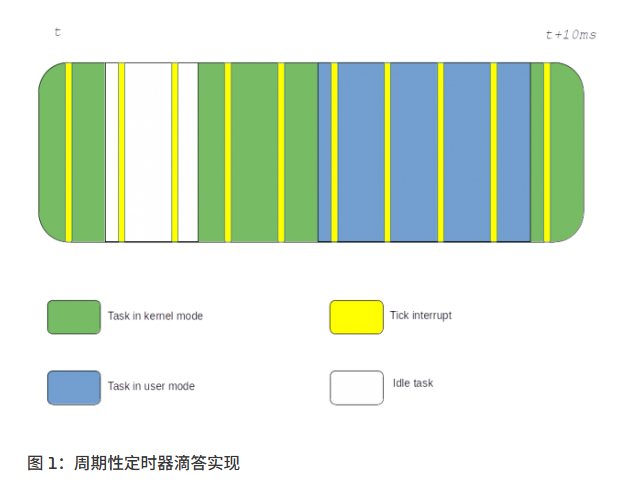 t
t+10ms
Task in kernel mode
Tick interrupt
Task in user mode
Idle task
图 1：周期性定时器滴答实现